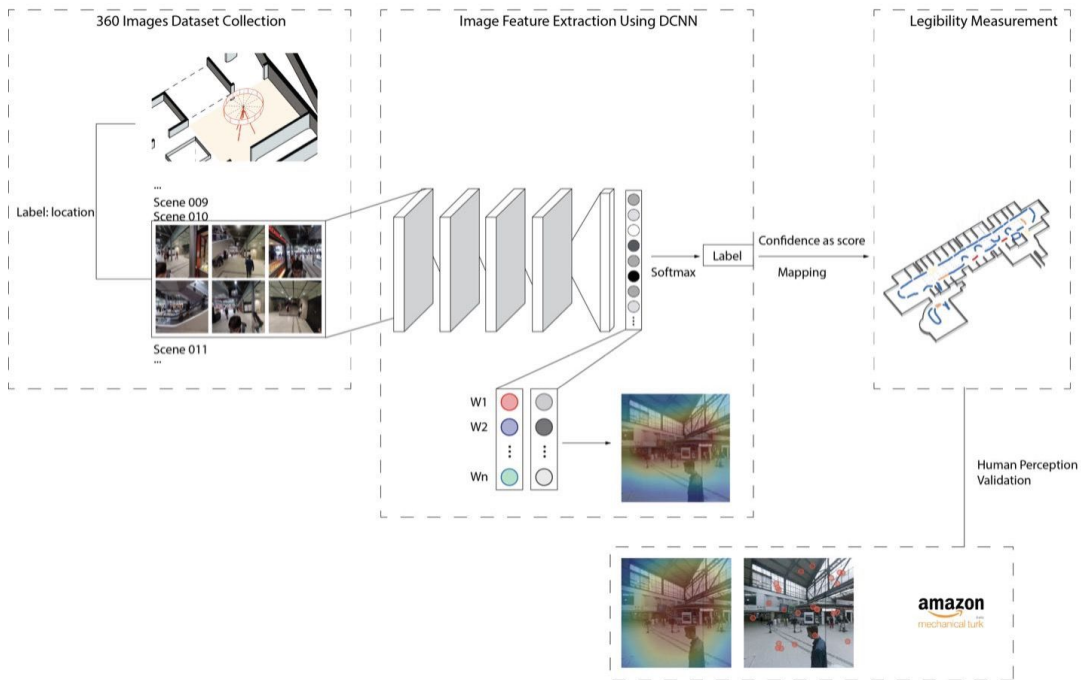 360 Images Dataset Collection
Label: location
...
Scene 009
Scene 010
Scene 011
...
Image Feature Extraction Using DCNN
Softmax
Label
W1
W2
Wn
Confidence as score
Mapping
Legibility Measurement
Human Perception
Validation
amazon
mechanical turk